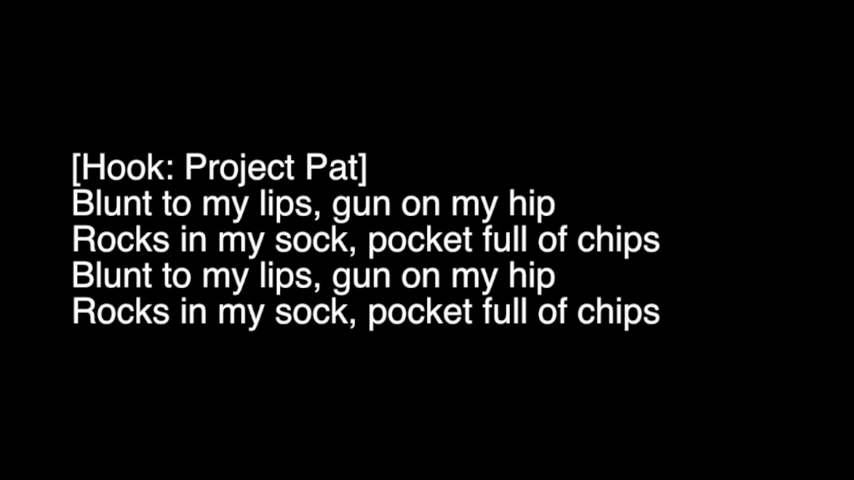 [Hook: Project Pat]
Blunt to my lips, gun on my hip
Rocks in my sock, pocket full of chips
Blunt to my lips, gun on my hip
Rocks in my sock, pocket full of chips